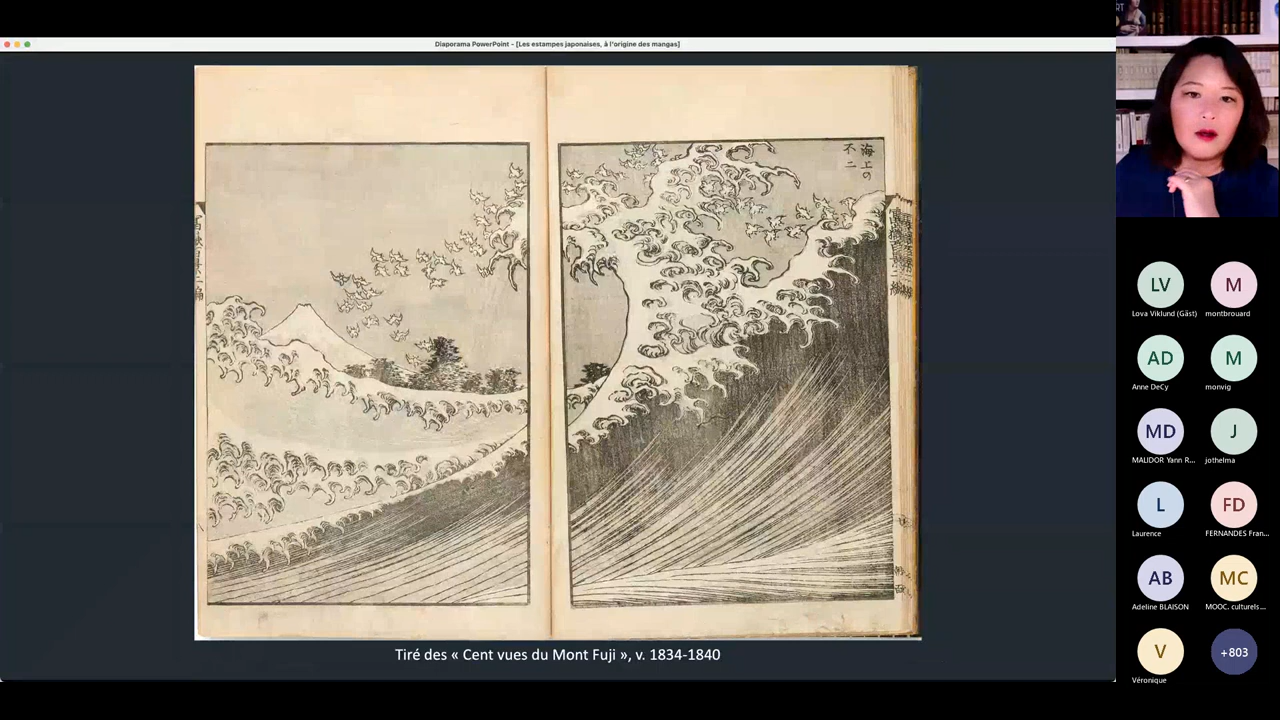 Diaporama PowerPoint - [Les estampes japonaises, à l'origine des mangas]
海上の
不二
Tiré des « Cent vues du Mont Fuji », v. 1834-1840
LV
Lova Viklund (Gäst)
M
montbrouard
AD
Anne DeCy
M
monvig
MD
MALIDOR Yann R...
J
jothelma
L
Laurence
FD
FERNANDES Fran...
AB
Adeline BLAISON
MC
MOOC. culturels...
V
Véronique
+803